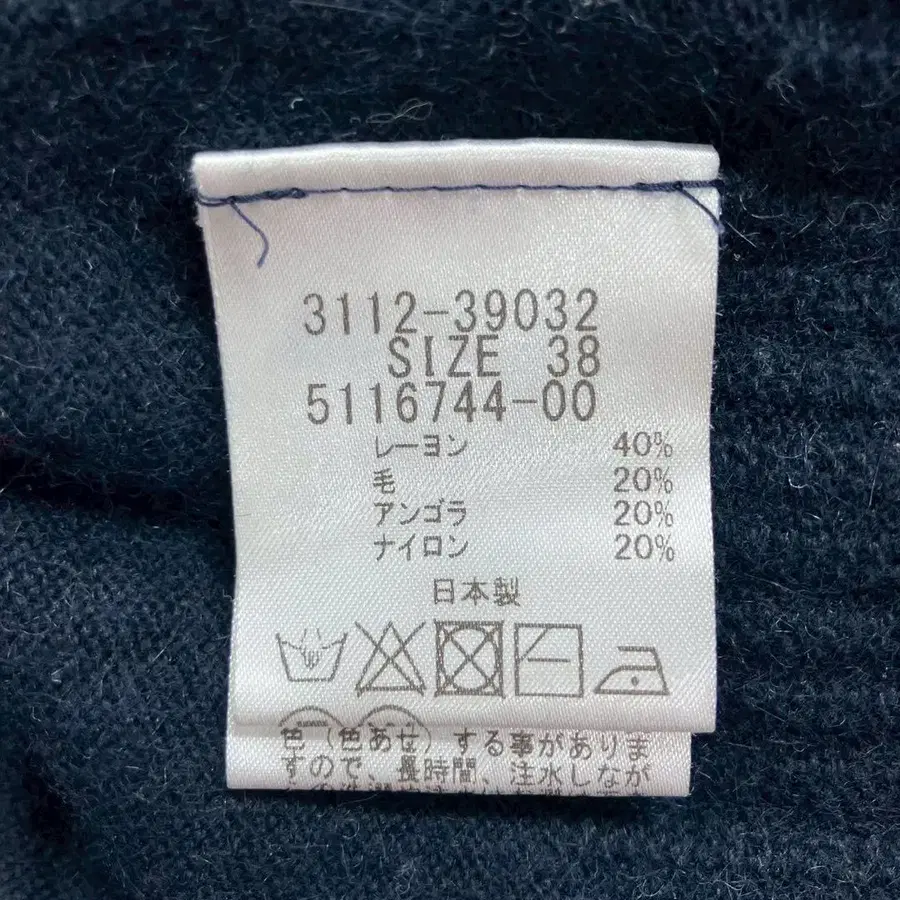 3112-39032
SIZE 38
5116744-00
レーヨン 40%
毛 20%
アンゴラ 20%
ナイロン 20%
日本製
色(色あせ)する事がありま
すので、長時間、注水しなが